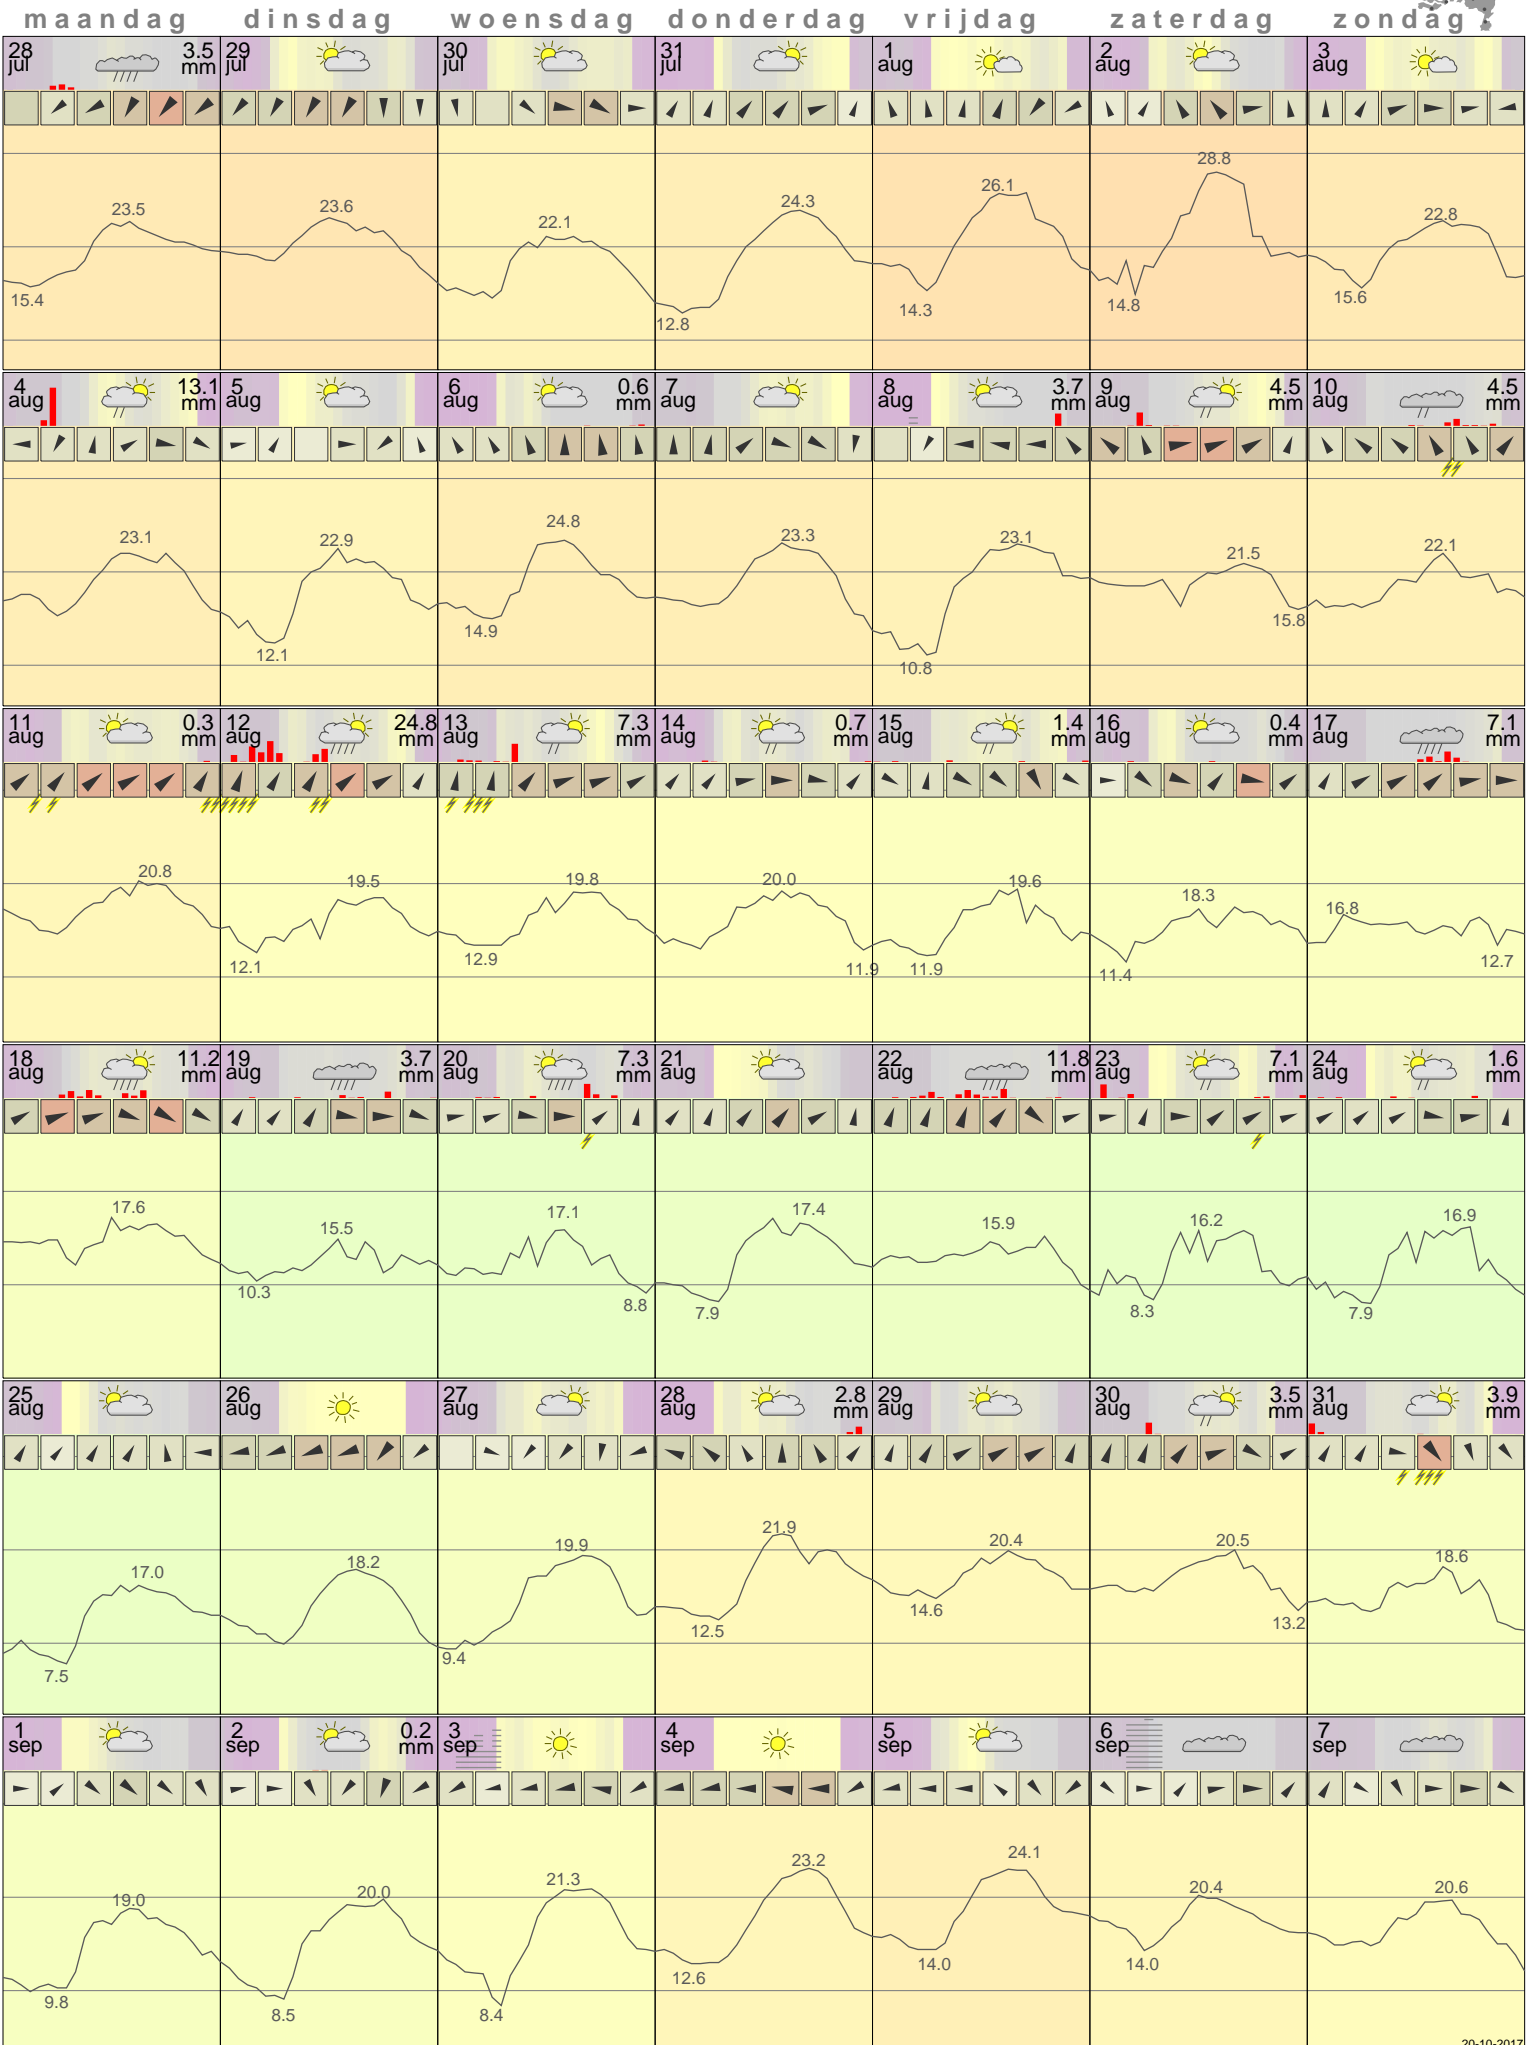 maandag dinsdag woensdag donderdag vrijdag zaterdag zondag
28 jul 3.5 mm 29 jul 30 jul 31 jul 1 aug 2 aug 3 aug
23.5 23.6 22.1 24.3 26.1 28.8 22.8
15.4 12.8 14.3 14.8 15.6
4 aug 13.1 mm 5 aug 6 aug 0.6 mm 7 aug 8 aug 3.7 mm 9 aug 4.5 mm 10 aug 4.5 mm
23.1 22.9 24.8 23.3 23.1 21.5 22.1
12.1 14.9 10.8 15.8
11 aug 0.3 mm 12 aug 24.8 mm 13 aug 7.3 mm 14 aug 0.7 mm 15 aug 1.4 mm 16 aug 0.4 mm 17 aug 7.1 mm
20.8 19.5 19.8 20.0 19.6 18.3 16.8
12.1 12.9 11.9 11.9 11.4 12.7
18 aug 11.2 mm 19 aug 3.7 mm 20 aug 7.3 mm 21 aug 22 aug 11.8 mm 23 aug 7.1 mm 24 aug 1.6 mm
17.6 15.5 17.1 17.4 15.9 16.2 16.9
10.3 8.8 7.9 8.3 7.9
25 aug 26 aug 27 aug 28 aug 2.8 mm 29 aug 30 aug 3.5 mm 31 aug 3.9 mm
17.0 18.2 19.9 21.9 20.4 20.5 18.6
7.5 9.4 12.5 14.6 13.2
1 sep 2 sep 0.2 mm 3 sep 4 sep 5 sep 6 sep 7 sep
19.0 20.0 21.3 23.2 24.1 20.4 20.6
9.8 8.5 8.4 12.6 14.0 14.0
20-10-2017